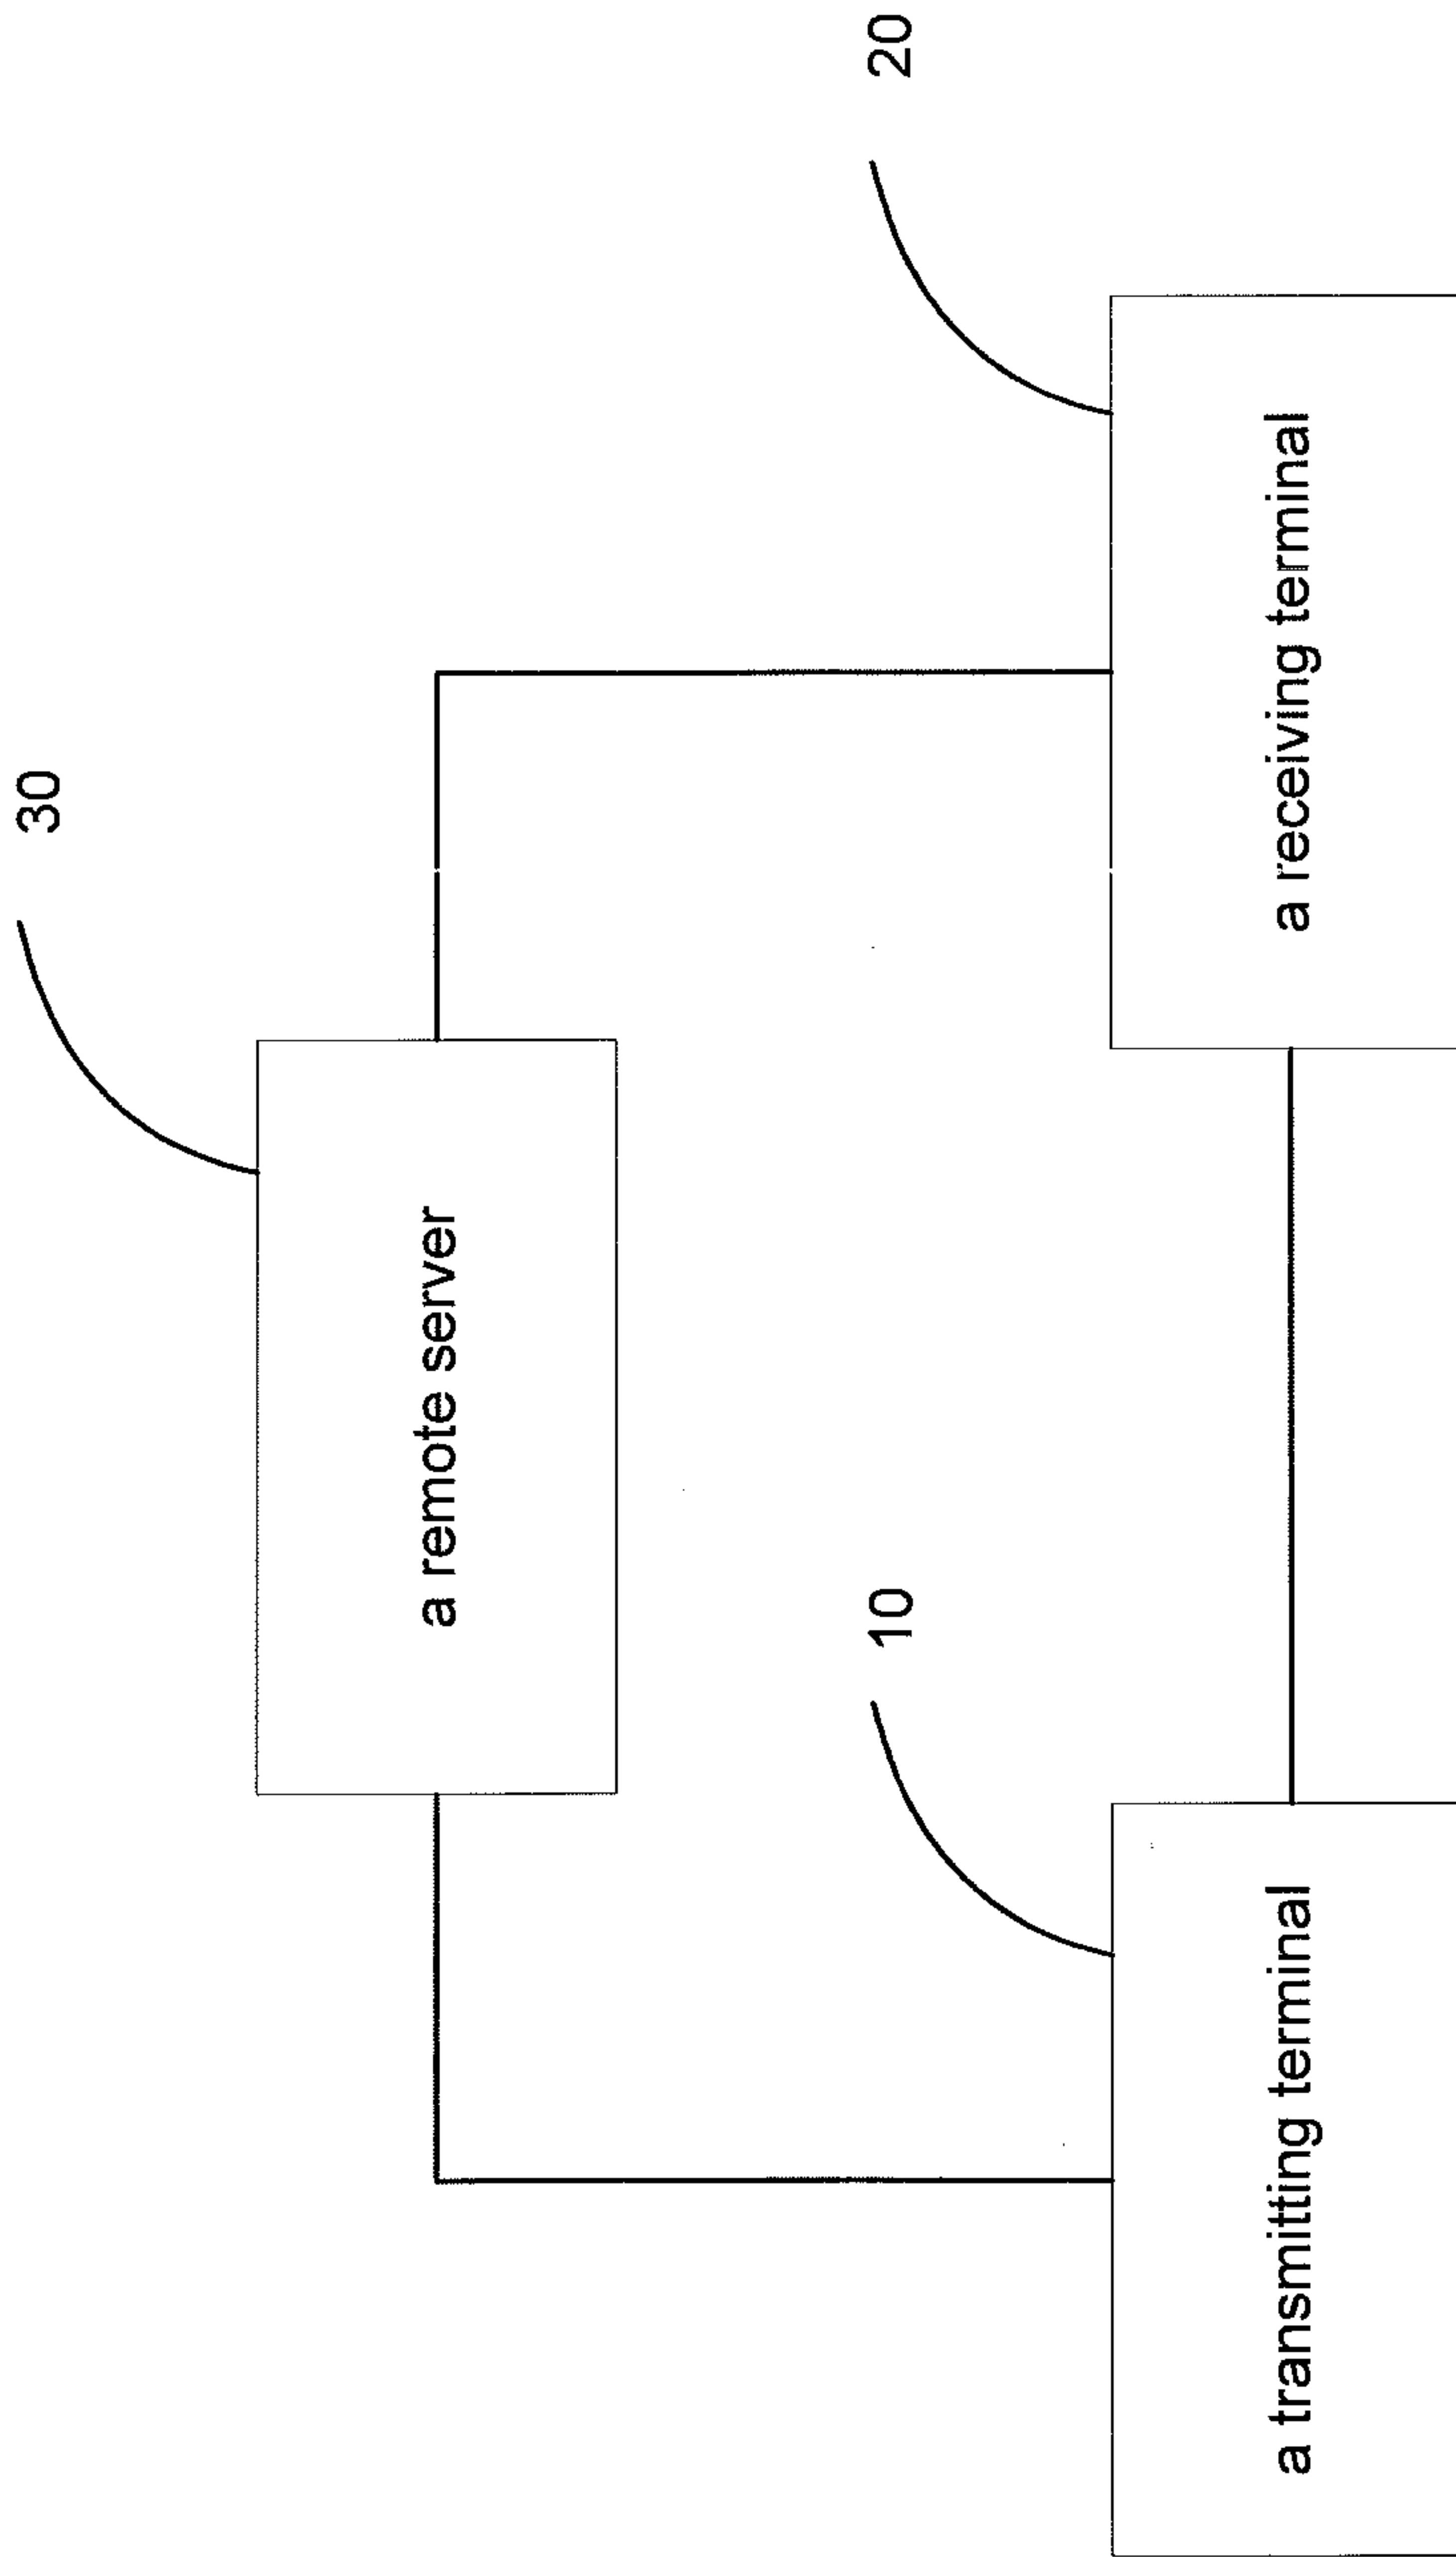 30
a remote server
10
20
a transmitting terminal
a receiving terminal